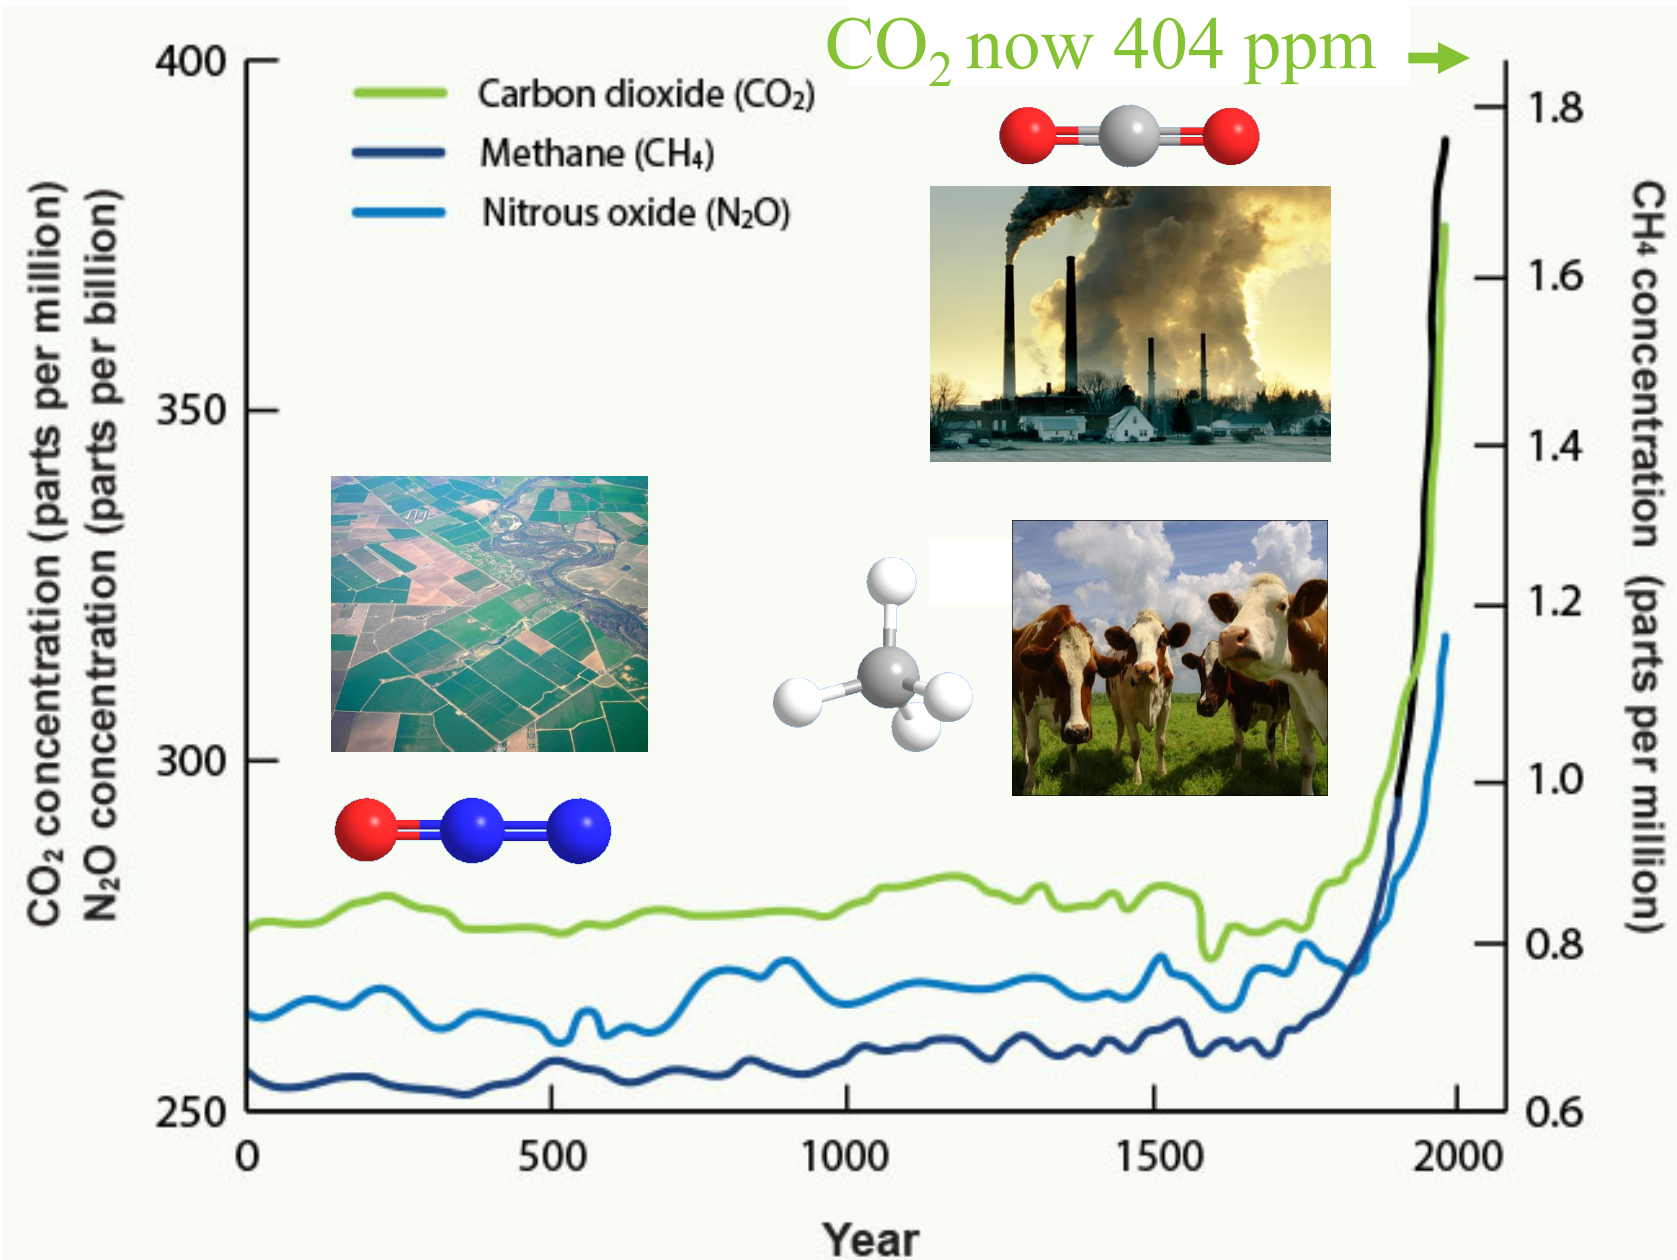 CO₂ now 404 ppm
400
350
300
250
Carbon dioxide (CO₂)
Methane (CH₄)
Nitrous oxide (N₂O)
CO₂ concentration (parts per million)
N₂O concentration (parts per billion)
1.8
1.6
1.4
1.2
1.0
0.8
0.6
CH₄ concentration (parts per million)
0 500 1000 1500 2000
Year